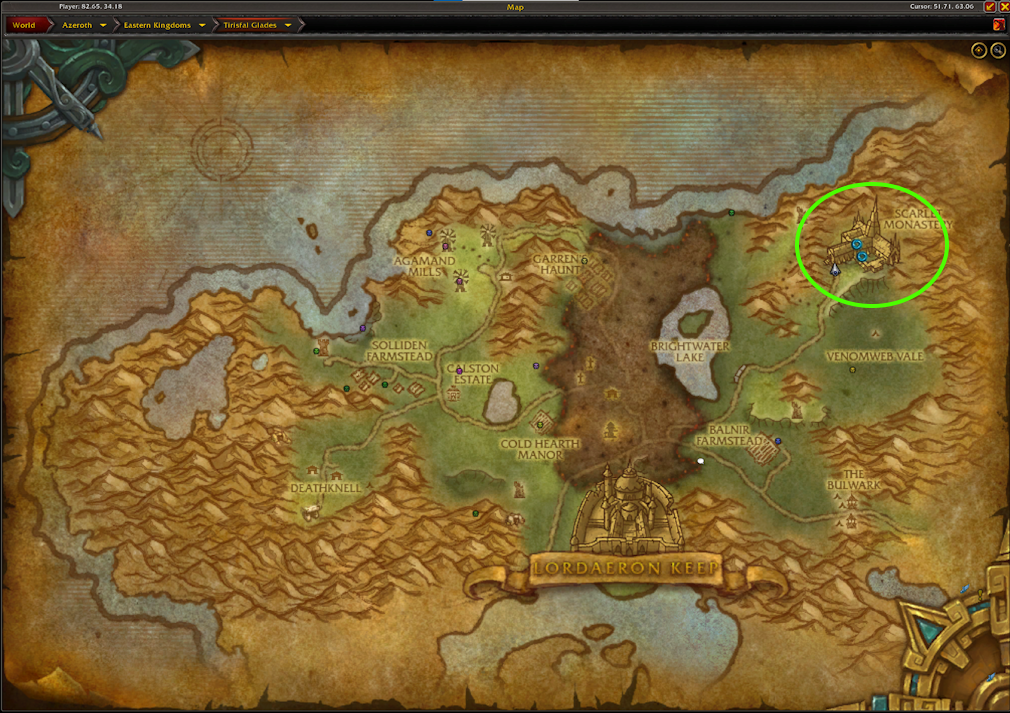 Player: 82.65, 34.18
Map
Cursor: 51.71, 63.06
World
Azeroth
Eastern Kingdoms
Tirisfal Glades
SCARLET
MONASTERY
AGAMAND
MILLS
GARREN'S
HAUNT
SOLLIDEN
FARMSTEAD
BRIGHTWATER
LAKE
VENOMWEB VALE
CALSTON
ESTATE
COLD HEARTH
MANOR
BALNIR
FARMSTEAD
DEATHKNELL
THE
BULWARK
LORDAERON KEEP